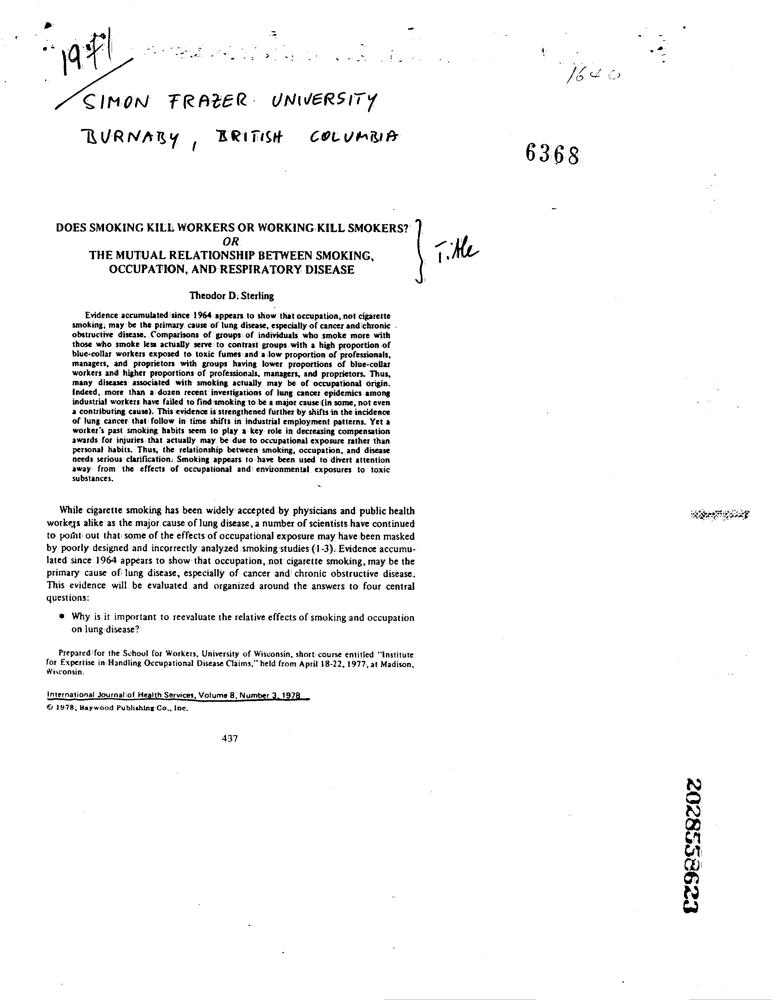 1971
1640
SIMON FRAZER UNIVERSITY
BURNABY, BRITISH COLUMBIA
6368
DOES SMOKING KILL WORKERS OR WORKING KILL SMOKERS?
OR
THE MUTUAL RELATIONSHIP BETWEEN SMOKING,
OCCUPATION, AND RESPIRATORY DISEASE
Title
Theodor D. Sterling
Evidence accumulated since 1964 appears to show that occupation, not cigarette
smoking, may be the primary cause of lung disease, especially of cancer and chronic
obstructive disease. Comparisons of groups of individuals who smoke more with
those who smoke less actually serve to contrast groups with a high proportion of
blue-collar workers exposed to toxic fumes and a low proportion of professionals,
managers, and proprietors with groups having lower proportions of blue-collar
workers and higher proportions of professionals, managers, and proprietors. Thus,
many diseases associated with smoking actually may be of occupational origin.
Indeed, more than a dozen recent investigations of lung cancer epidemics among
industrial workers have failed to find smoking to be a major cause (in some, not even
a contributing cause). This evidence is strengthened further by shifts in the incidence
of lung cancer that follow in time shifts in industrial employment patterns. Yet a
worker's past smoking habits seem to play a key role in decreasing compensation
awards for injuries that actually may be due to occupational exposure rather than
personal habits. Thus, the relationship between smoking, occupation, and disease
needs serious clarification. Smoking appears to have been used to divert attention
away from the effects of occupational and environmental exposures to toxic
substances.
While cigarette smoking has been widely accepted by physicians and public health
workers alike as the major cause of lung disease, a number of scientists have continued
to point out that some of the effects of occupational exposure may have been masked
by poorly designed and incorrectly analyzed smoking studies (1-3). Evidence accumu-
lated since 1964 appears to show that occupation, not cigarette smoking, may be the
primary cause of lung disease, especially of cancer and chronic obstructive disease.
This evidence will be evaluated and organized around the answers to four central
questions:
• Why is it important to reevaluate the relative effects of smoking and occupation
on lung disease?
Prepared for the School for Workers, University of Wisconsin, short course entitled "Institute
for Expertise in Handling Occupational Disease Claims," held from April 18-22, 1977, at Madison,
Wisconsin.
International Journal of Health Services, Volume 8, Number 3, 1978
© 1978, Baywood Publishing Co., Inc.
437
2028558623